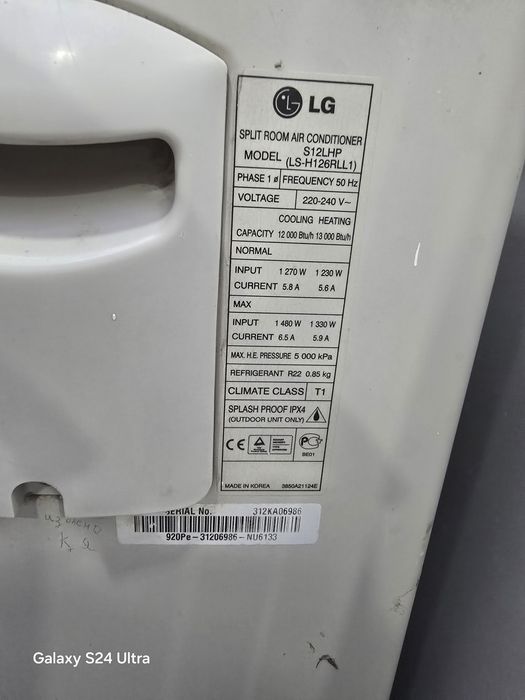 LG
SPLIT ROOM AIR CONDITIONER
MODEL S12LHP
(LS-H126RLL1)
PHASE 1 ø FREQUENCY 50 Hz
VOLTAGE 220-240 V~
COOLING HEATING
CAPACITY 12 000 Btu/h 13 000 Btu/h
NORMAL
INPUT 1 270 W 1 230 W
CURRENT 5.8 A 5.6 A
MAX
INPUT 1 480 W 1 330 W
CURRENT 6.5 A 5.9 A
MAX. H.E. PRESSURE 5 000 kPa
REFRIGERANT R22 0.85 kg
CLIMATE CLASS T1
SPLASH PROOF IPX4
(OUTDOOR UNIT ONLY)
CE
BE01
MADE IN KOREA 3850A21124E
SERIAL No. 312KA06986
920Pe-31206986-NU6133
Galaxy S24 Ultra